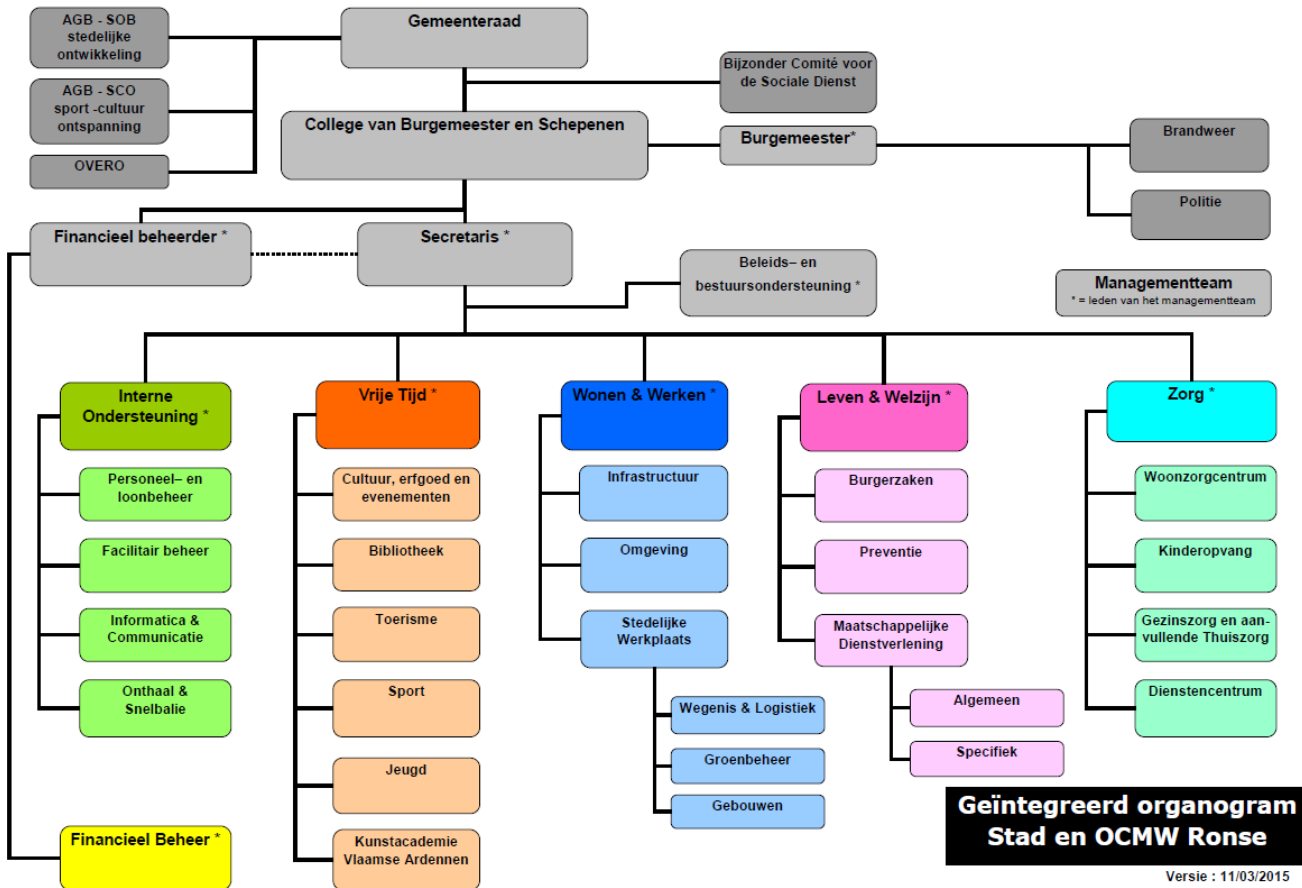 AGB - SOB
stedelijke
ontwikkeling
Gemeenteraad
Bijzonder Comité voor
de Sociale Dienst
AGB - SCO
sport -cultuur
ontspanning
College van Burgemeester en Schepenen
Burgemeester*
Brandweer
OVERO
Politie
Financieel beheerder *
Secretaris *
Beleids– en
bestuursondersteuning *
Managementteam
* = leden van het managementteam
Interne
Ondersteuning *
Personeel– en
loonbeheer
Facilitair beheer
Informatica &
Communicatie
Onthaal &
Snelbalie
Financieel Beheer *
Vrije Tijd *
Cultuur, erfgoed en
evenementen
Bibliotheek
Toerisme
Sport
Jeugd
Kunstacademie
Vlaamse Ardennen
Wonen & Werken *
Infrastructuur
Omgeving
Stedelijke
Werkplaats
Wegenis & Logistiek
Groenbeheer
Gebouwen
Leven & Welzijn *
Burgerzaken
Preventie
Maatschappelijke
Dienstverlening
Algemeen
Specifiek
Zorg *
Woonzorgcentrum
Kinderopvang
Gezinszorg en aan-
vullende Thuiszorg
Dienstencentrum
Geïntegreerd organogram
Stad en OCMW Ronse
Versie : 11/03/2015